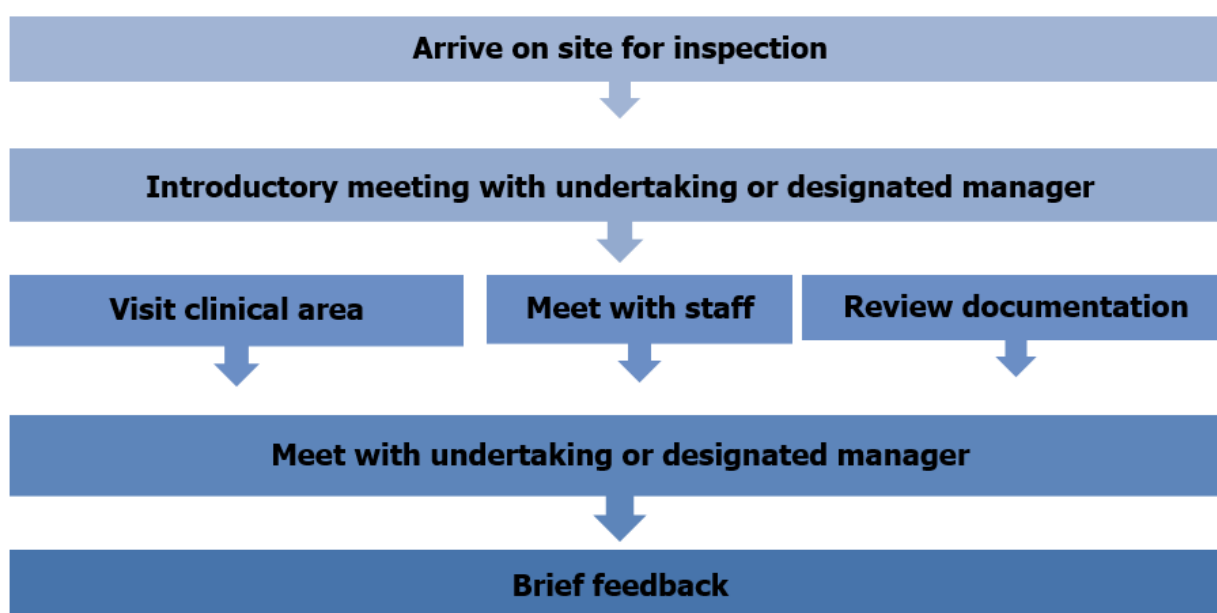 Arrive on site for inspection
Introductory meeting with undertaking or designated manager
Visit clinical area
Meet with staff
Review documentation
Meet with undertaking or designated manager
Brief feedback